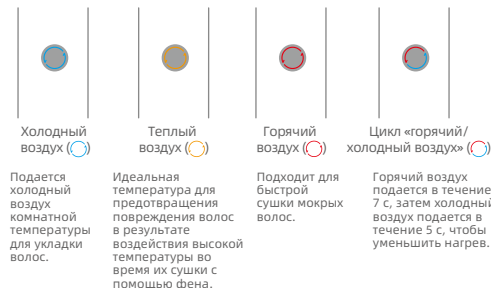 Холодный
воздух ( )
Подается
холодный
воздух
комнатной
температуры
для укладки
волос.
Теплый
воздух ( )
Идеальная
температура для
предотвращения
повреждения волос
в результате
воздействия высокой
температуры во
время их сушки с
помощью фена.
Горячий
воздух ( )
Подходит для
быстрой
сушки мокрых
волос.
Цикл «горячий/
холодный воздух» ( )
Горячий воздух
подается в течение
7 с, затем холодный
воздух подается в
течение 5 с, чтобы
уменьшить нагрев.